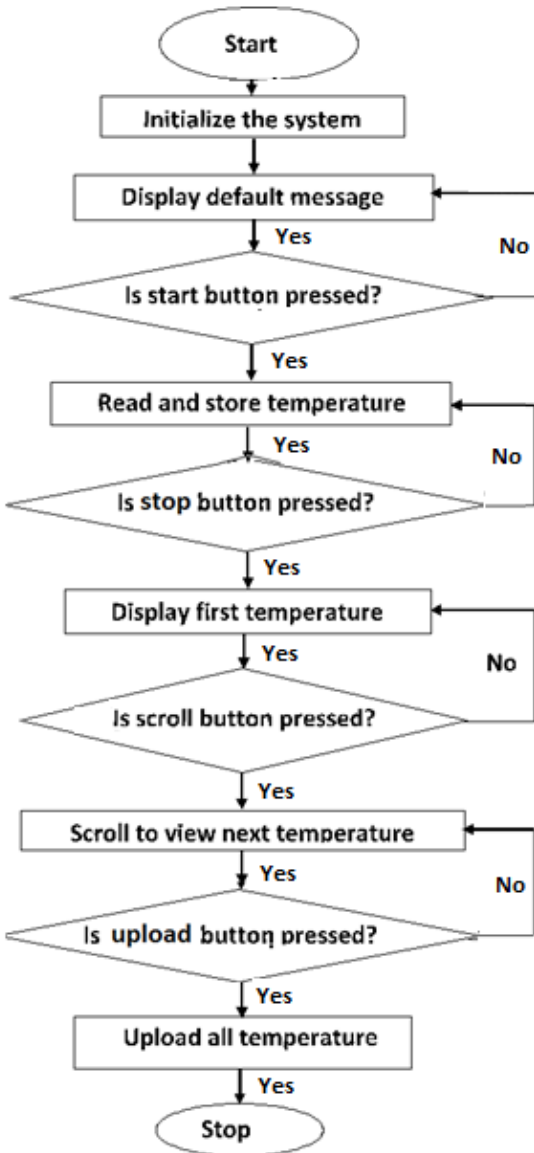 Start
Initialize the system
Display default message
Yes
No
Is start button pressed?
Yes
Read and store temperature
Yes
No
Is stop button pressed?
Yes
Display first temperature
Yes
No
Is scroll button pressed?
Yes
Scroll to view next temperature
Yes
No
Is upload button pressed?
Yes
Upload all temperature
Yes
Stop